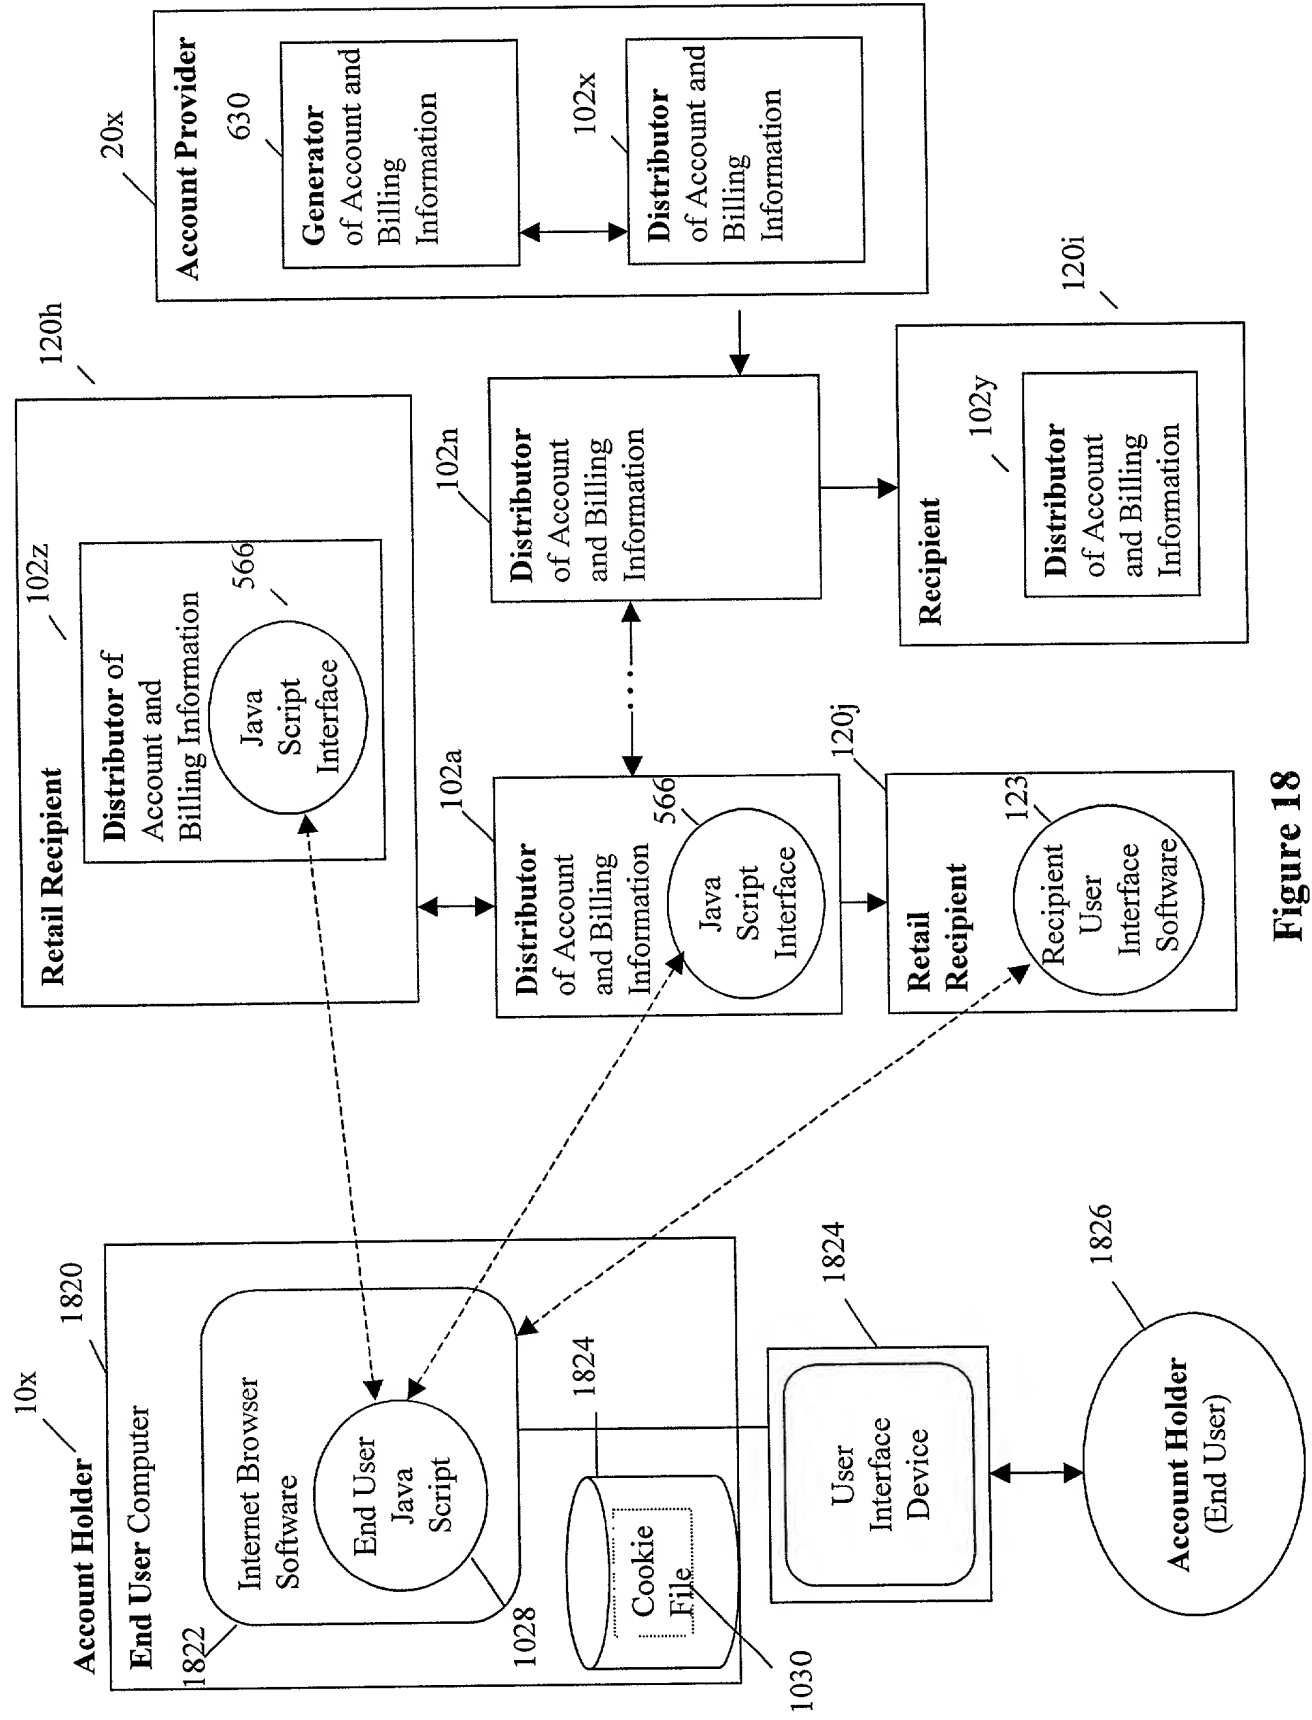 Account Holder
10x
End User Computer
1820
Internet Browser
Software
1822
End User
Java
Script
1028
1824
Cookie
File
1030
User
Interface
Device
1824
Account Holder
(End User)
1826
Retail Recipient
120h
Distributor of
Account and
Billing Information
102z
Java
Script
Interface
566
Distributor
of Account
and Billing
Information
102a
Java
Script
Interface
566
Retail
Recipient
120j
Recipient
User
Interface
Software
123
Distributor
of Account
and Billing
Information
102n
Recipient
120i
Distributor
of Account
and Billing
Information
102y
Account Provider
20x
Generator
of Account and
Billing
Information
630
Distributor
of Account and
Billing
Information
102x
Figure 18